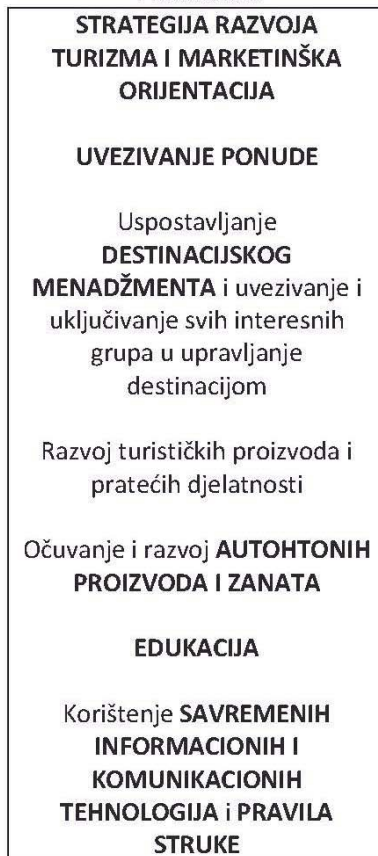 STRATEGIJA RAZVOJA
TURIZMA I MARKETINŠKA
ORIJENTACIJA
UVEZIVANJE PONUDE
Uspostavljanje
DESTINACIJSKOG
MENADŽMENTA i uvezivanje i
uključivanje svih interesnih
grupa u upravljanje
destinacijom
Razvoj turističkih proizvoda i
pratećih djelatnosti
Očuvanje i razvoj AUTOHTONIH
PROIZVODA I ZANATA
EDUKACIJA
Korištenje SAVREMENIH
INFORMACIONIH I
KOMUNIKACIONIH
TEHNOLOGIJA i PRAVILA
STRUKE